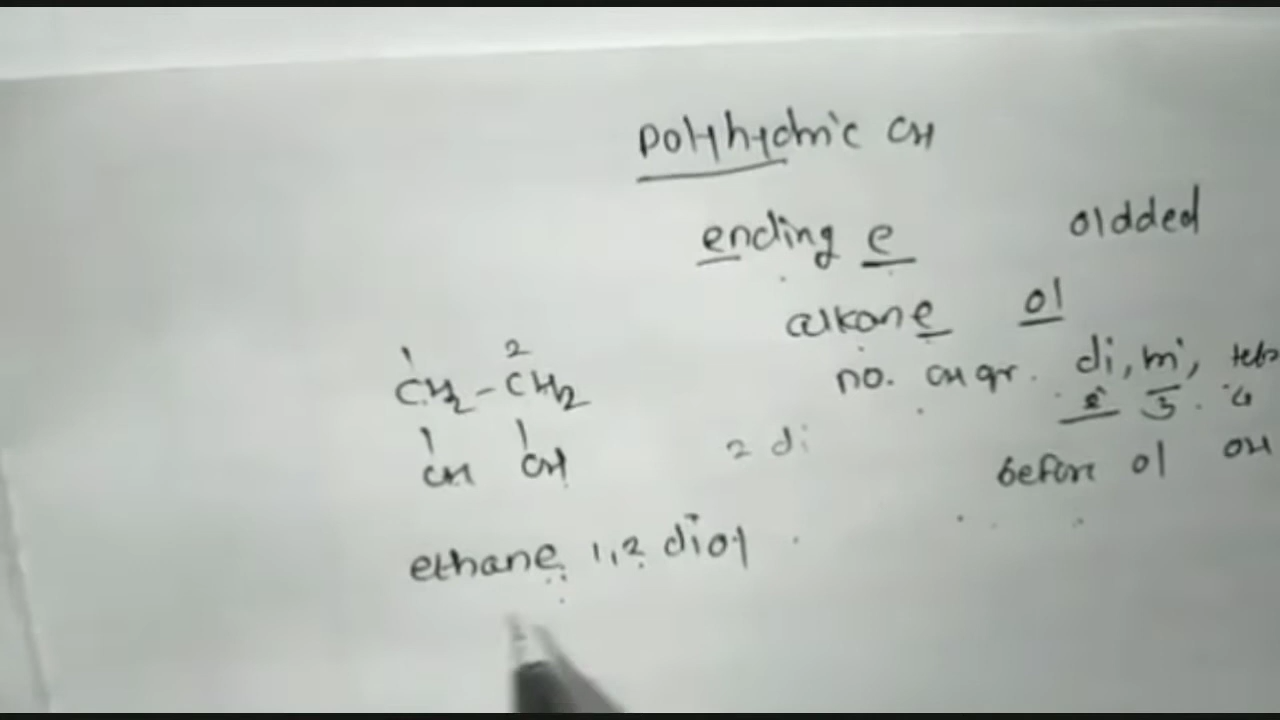 polyhydric OH
ending e oldded
alkane ol
no. OH gr. di, tri, tetra
2 3 4
1 2
CH2 - CH2
OH OH
2 di
before ol OH
ethane 1,2 diol